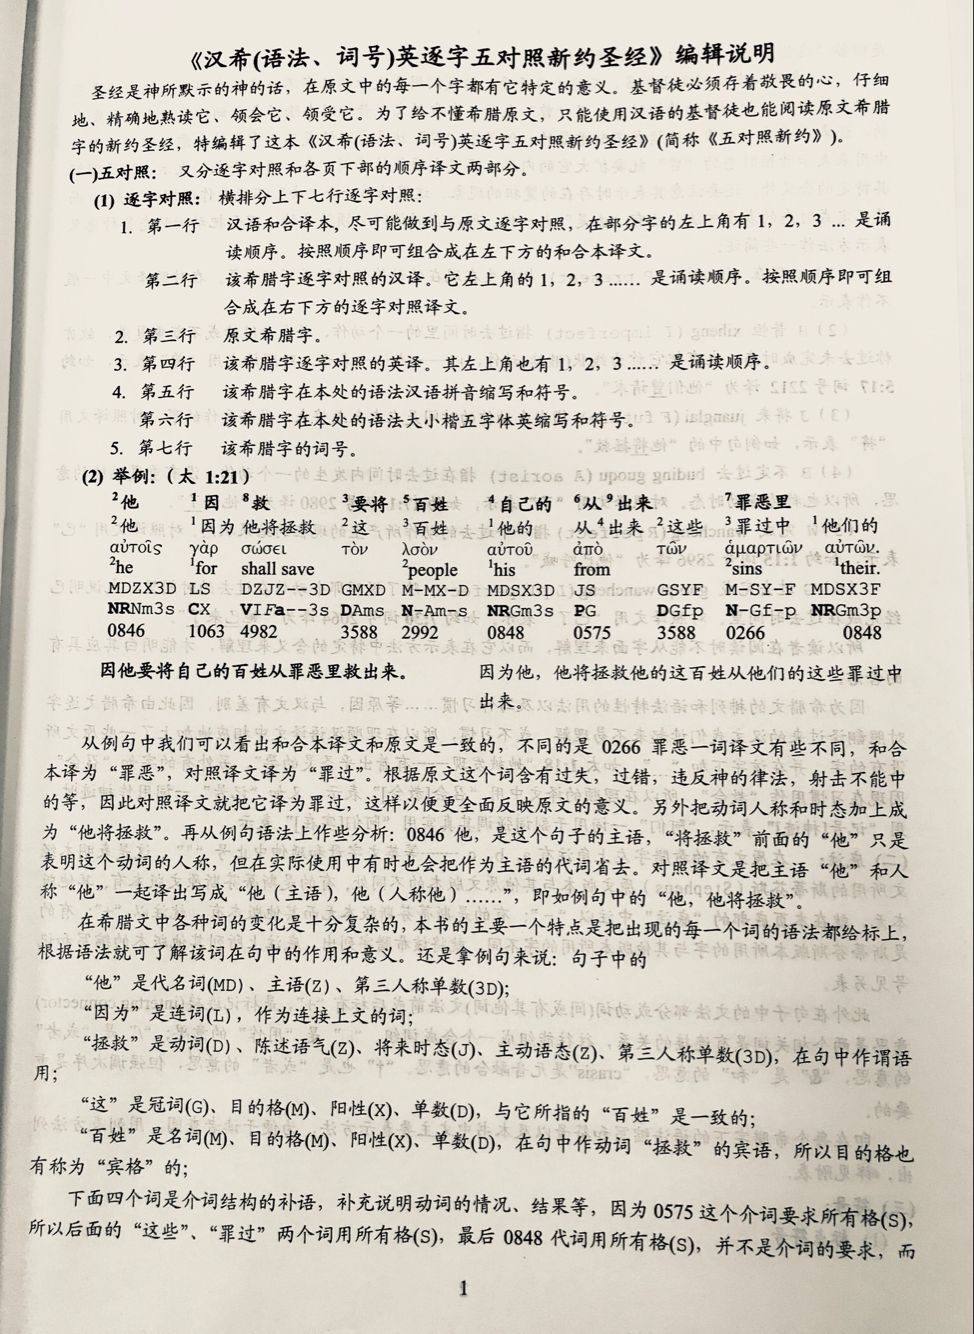 《汉希(语法、词号)英逐字五对照新约圣经》编辑说明
圣经是神所默示的神的话，在原文中的每一个字都有它特定的意义。基督徒必须存着敬畏的心，仔细
地、精确地熟读它、领会它、领受它。为了给不懂希腊原文，只能使用汉语的基督徒也能阅读原文希腊
字的新约圣经，特编辑了这本《汉希(语法、词号)英逐字五对照新约圣经》(简称《五对照新约》)。
(一)五对照： 又分逐字对照和各页下部的顺序译文两部分。
(1) 逐字对照： 横排分上下七行逐字对照：
1. 第一行 汉语和合译本，尽可能做到与原文逐字对照，在部分字的左上角有 1，2，3 ... 是诵
读顺序。按照顺序即可组合成在左下方的和合本译文。
第二行 该希腊字逐字对照的汉译。它左上角的 1，2，3 ...... 是诵读顺序。按照顺序即可组
合成在右下方的逐字对照译文。
2. 第三行 原文希腊字。
3. 第四行 该希腊字逐字对照的英译。其左上角也有 1，2，3...... 是诵读顺序。
4. 第五行 该希腊字在本处的语法汉语拼音缩写和符号。
第六行 该希腊字在本处的语法大小楷五字体英缩写和符号。
5. 第七行 该希腊字的词号。
(2) 举例：（太 1:21）
²他 ¹因 ⁸救 ³要将 ⁵百姓 ⁴自己的 ⁶从 ⁹出来 ⁷罪恶里
²他 ¹因为 他将拯救 ²这 ³百姓 ¹他的 从 ⁴出来 ²这些 ³罪过中 ¹他们的
αὐτοῖς γὰρ σώσει τὸν λσὸν αὐτοῦ ἀπὸ τῶν ἁμαρτιῶν αὐτῶν.
²he ¹for shall save ²people ¹his from ²sins ¹their.
MDZX3D LS DZJZ--3D GMXD M-MX-D MDSX3D JS GSYF M-SY-F MDSX3F
NRNm3s CX VIFa--3s DAms N-Am-s NRGm3s PG DGfp N-Gf-p NRGm3p
0846 1063 4982 3588 2992 0848 0575 3588 0266 0848
因他要将自己的百姓从罪恶里救出来。 因为他，他将拯救他的这百姓从他们的这些罪过中
出来。
从例句中我们可以看出和合本译文和原文是一致的，不同的是 0266 罪恶一词译文有些不同，和合
本译为“罪恶”，对照译文译为“罪过”。根据原文这个词含有过失，过错，违反神的律法，射击不能中
的等，因此对照译文就把它译为罪过，这样以便更全面反映原文的意义。另外把动词人称和时态加上成
为“他将拯救”。再从例句语法上作些分析：0846 他，是这个句子的主语，“将拯救”前面的“他”只是
表明这个动词的人称，但在实际使用中有时也会把作为主语的代词省去。对照译文是把主语“他”和人
称“他”一起译出写成“他（主语），他（人称他）......”，即如例句中的“他，他将拯救”。
在希腊文中各种词的变化是十分复杂的，本书的主要一个特点是把出现的每一个词的语法都给标上，
根据语法就可了解该词在句中的作用和意义。还是拿例句来说：句子中的
“他”是代名词(MD)、主语(Z)、第三人称单数(3D)；
“因为”是连词(L)，作为连接上文的词；
“拯救”是动词(D)、陈述语气(Z)、将来时态(J)、主动语态(Z)、第三人称单数(3D)，在句中作谓语
用；
“这”是冠词(G)、目的格(M)、阳性(X)、单数(D)，与它所指的“百姓”是一致的；
“百姓”是名词(M)、目的格(M)、阳性(X)、单数(D)，在句中作动词“拯救”的宾语，所以目的格也
有称为“宾格”的；
下面四个词是介词结构的补语，补充说明动词的情况、结果等，因为 0575 这个介词要求所有格(S)，
所以后面的“这些”、“罪过”两个词用所有格(S)，最后 0848 代词用所有格(S)，并不是介词的要求，而
1